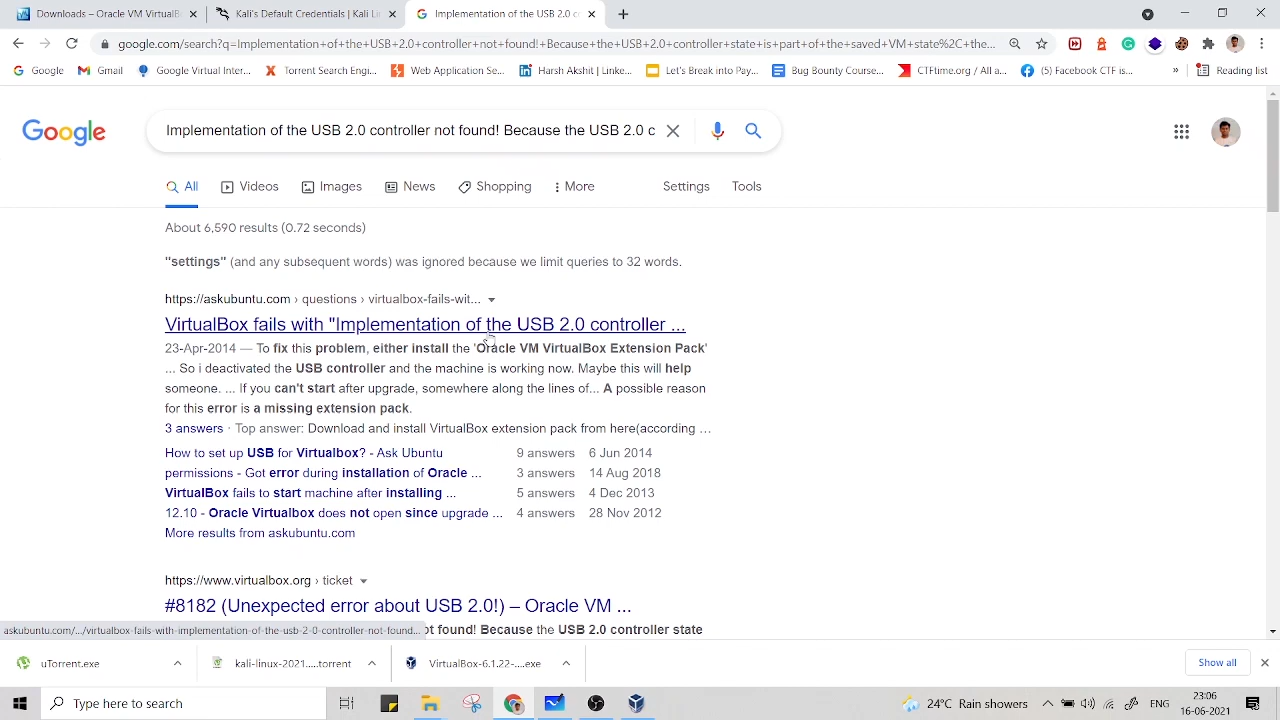 Downloads – Oracle VM VirtualB
Kali's Default Credentials | Kali Li
Implementation of the USB 2.0 co
google.com/search?q=Implementation+of+the+USB+2.0+controller+not+found!+Because+the+USB+2.0+controller+state+is+part+of+the+saved+VM+state%2C+the...
Google
Gmail
Google Virtual Inter...
Torrent Search Engi...
Web Application Se...
Harsh Akshit | Linke...
Let's Break into Pay...
Bug Bounty Course...
CTFtime.org / All a...
(5) Facebook CTF is...
»
Reading list
Google
Implementation of the USB 2.0 controller not found! Because the USB 2.0 c
All
Videos
Images
News
Shopping
More
Settings
Tools
About 6,590 results (0.72 seconds)
"settings" (and any subsequent words) was ignored because we limit queries to 32 words.
https://askubuntu.com › questions › virtualbox-fails-wit...
VirtualBox fails with "Implementation of the USB 2.0 controller ...
23-Apr-2014 — To fix this problem, either install the 'Oracle VM VirtualBox Extension Pack'
... So i deactivated the USB controller and the machine is working now. Maybe this will help
someone. ... If you can't start after upgrade, somewhere along the lines of... A possible reason
for this error is a missing extension pack.
3 answers · Top answer: Download and install VirtualBox extension pack from here(according ...
How to set up USB for Virtualbox? - Ask Ubuntu 9 answers 6 Jun 2014
permissions - Got error during installation of Oracle ... 3 answers 14 Aug 2018
VirtualBox fails to start machine after installing ... 5 answers 4 Dec 2013
12.10 - Oracle Virtualbox does not open since upgrade ... 4 answers 28 Nov 2012
More results from askubuntu.com
https://www.virtualbox.org › ticket
#8182 (Unexpected error about USB 2.0!) – Oracle VM ...
askubuntu.com/.../virtualbox-fails-with-implementation-of-the-usb-2-0-controller-not-found...
ot found! Because the USB 2.0 controller state
uTorrent.exe
kali-linux-2021....torrent
VirtualBox-6.1.22-....exe
Show all
Type here to search
24°C Rain showers
ENG
23:06
16-06-2021